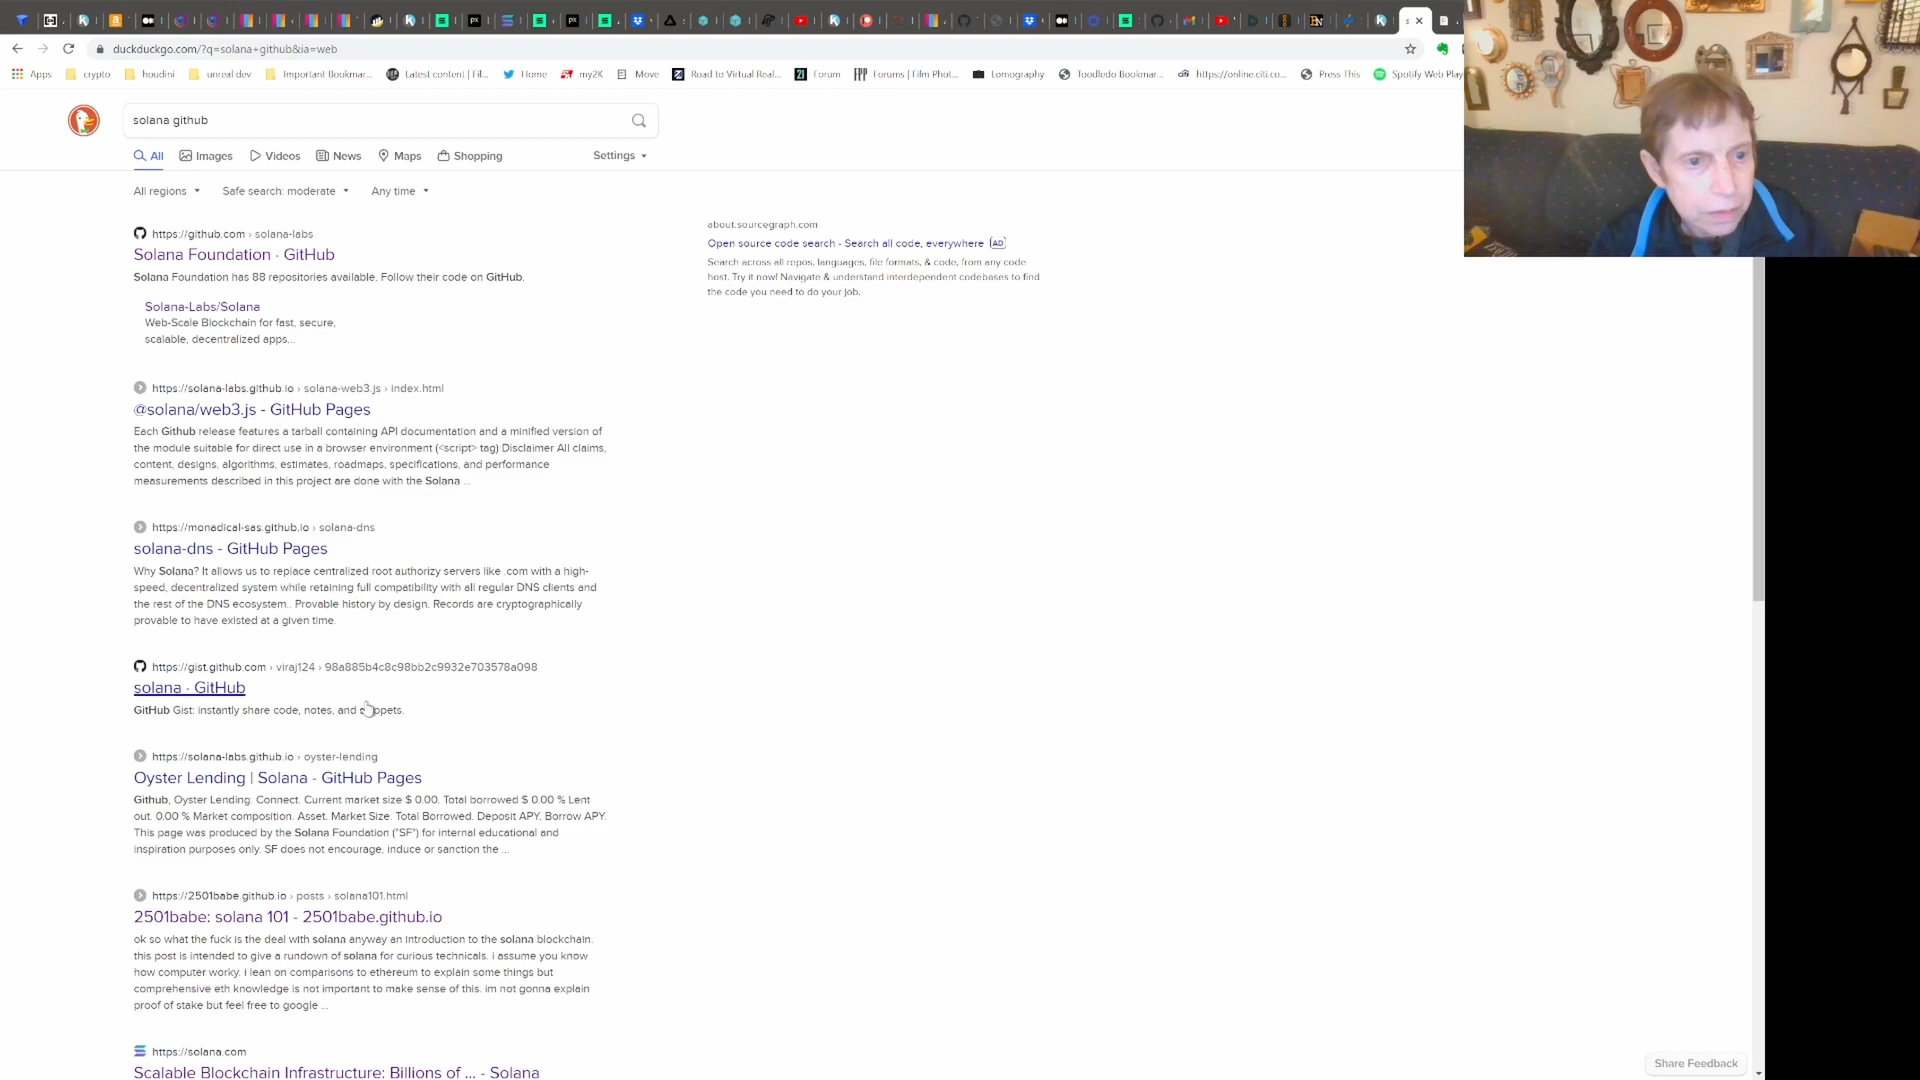 duckduckgo.com/?q=solana+github&ia=web
Apps
crypto
houdini
unreal dev
Important Bookmar...
Latest content | Fil...
Home
my2K
Move
Road to Virtual Real...
Forum
Forums | Film Phot...
Lomography
Toodledo Bookmar...
https://online.citi.co...
Press This
Spotify Web Play
solana github
All
Images
Videos
News
Maps
Shopping
Settings
All regions
Safe search: moderate
Any time
https://github.com › solana-labs
Solana Foundation · GitHub
Solana Foundation has 88 repositories available. Follow their code on GitHub.
Solana-Labs/Solana
Web-Scale Blockchain for fast, secure,
scalable, decentralized apps...
about.sourcegraph.com
Open source code search - Search all code, everywhere AD
Search across all repos, languages, file formats, & code, from any code
host. Try it now! Navigate & understand interdependent codebases to find
the code you need to do your job.
https://solana-labs.github.io › solana-web3.js › index.html
@solana/web3.js - GitHub Pages
Each Github release features a tarball containing API documentation and a minified version of
the module suitable for direct use in a browser environment (<script> tag) Disclaimer All claims,
content, designs, algorithms, estimates, roadmaps, specifications, and performance
measurements described in this project are done with the Solana ...
https://monadical-sas.github.io › solana-dns
solana-dns - GitHub Pages
Why Solana? It allows us to replace centralized root authorizy servers like .com with a high-
speed, decentralized system while retaining full compatibility with all regular DNS clients and
the rest of the DNS ecosystem.. Provable history by design. Records are cryptographically
provable to have existed at a given time.
https://gist.github.com › viraj124 › 98a885b4c8c98bb2c9932e703578a098
solana · GitHub
GitHub Gist: instantly share code, notes, and
https://solana-labs.github.io › oyster-lending
Oyster Lending | Solana - GitHub Pages
Github, Oyster Lending. Connect. Current market size $ 0.00. Total borrowed $ 0.00 % Lent
out. 0.00 % Market composition. Asset. Market Size. Total Borrowed. Deposit APY. Borrow APY.
This page was produced by the Solana Foundation ("SF") for internal educational and
inspiration purposes only. SF does not encourage, induce or sanction the ...
https://2501babe.github.io › posts › solana101.html
2501babe: solana 101 - 2501babe.github.io
ok so what the fuck is the deal with solana anyway an introduction to the solana blockchain.
this post is intended to give a rundown of solana for curious technicals. i assume you know
how computer worky. i lean on comparisons to ethereum to explain some things but
comprehensive eth knowledge is not important to make sense of this. im not gonna explain
proof of stake but feel free to google ...
https://solana.com
Scalable Blockchain Infrastructure: Billions of ... - Solana
Share Feedback